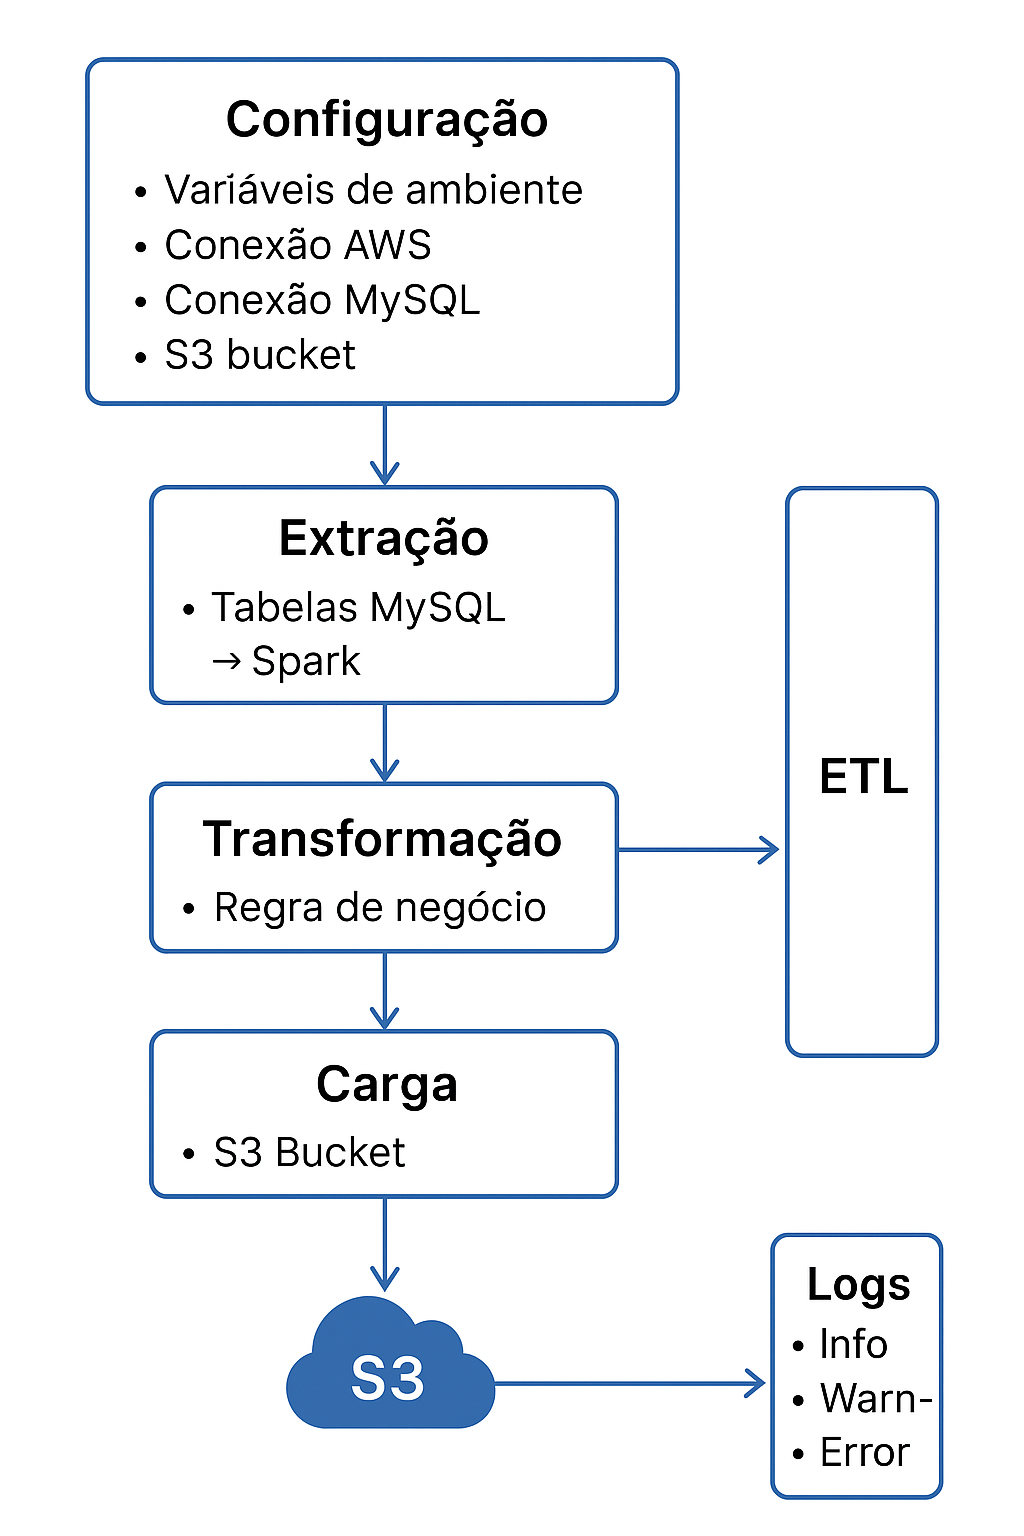 Configuração
• Variáveis de ambiente
• Conexão AWS
• Conexão MySQL
• S3 bucket
Extração
• Tabelas MySQL
→ Spark
Transformação
• Regra de negócio
ETL
Carga
• S3 Bucket
S3
Logs
• Info
• Warn-
• Error